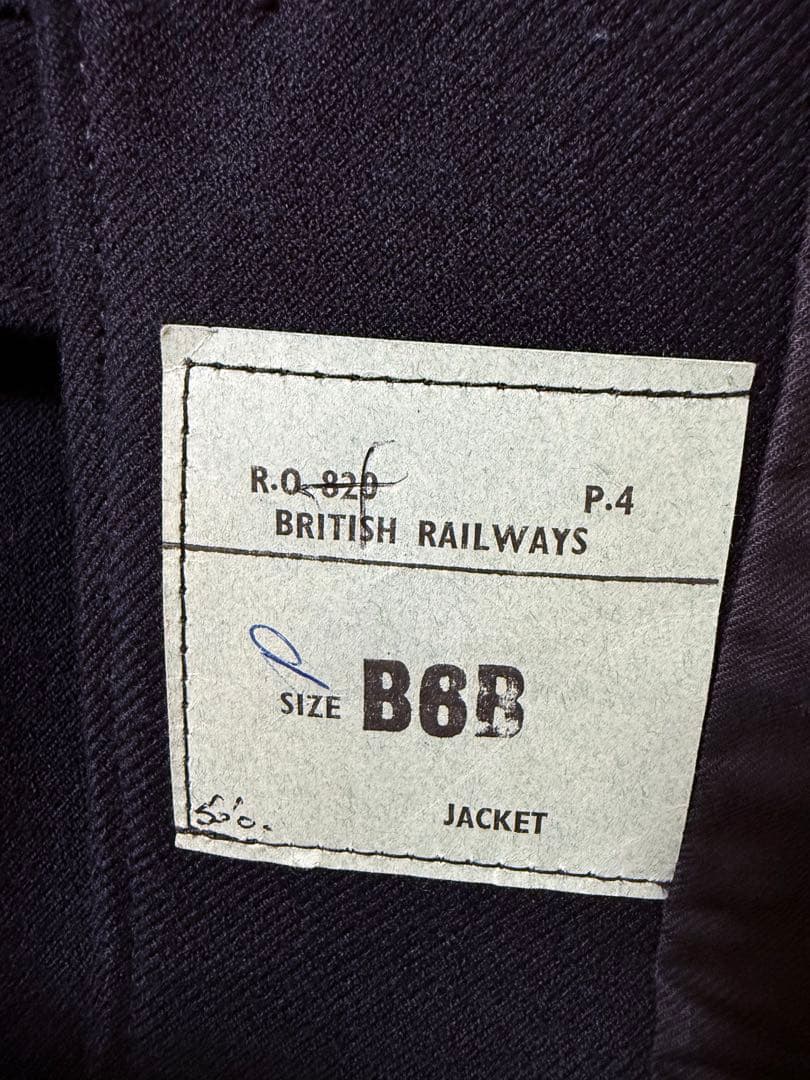 R.O 820 P.4
BRITISH RAILWAYS
SIZE B6B
JACKET